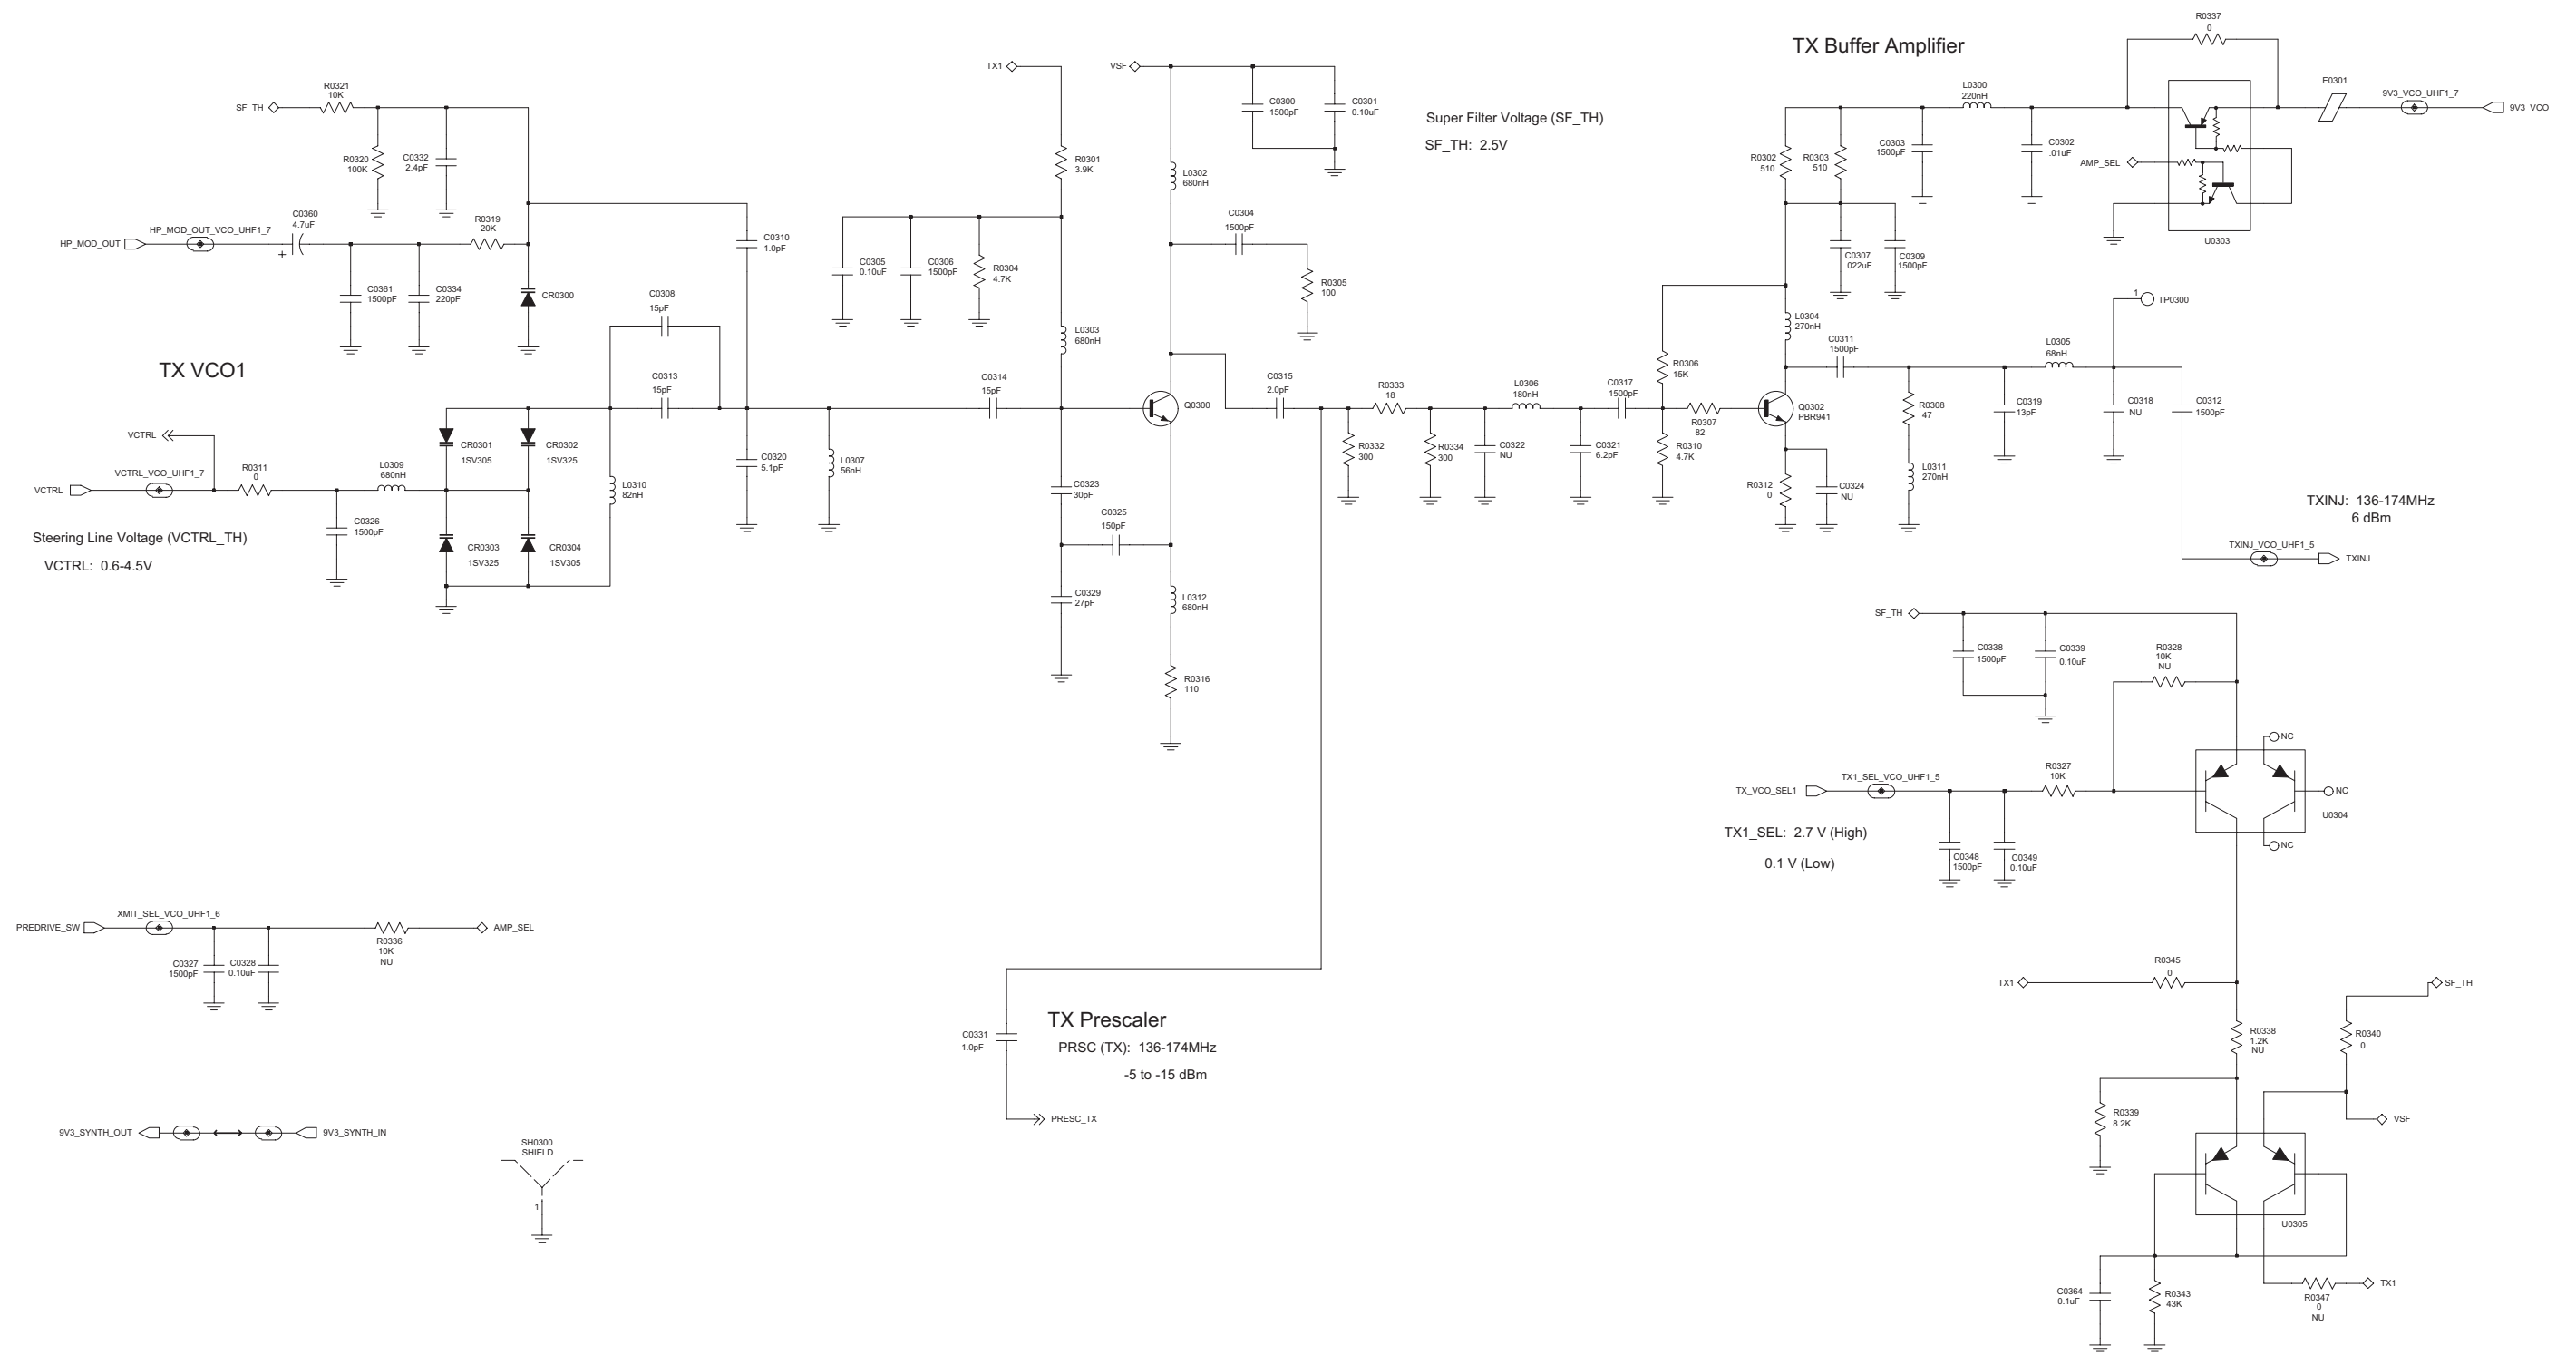 TX Buffer Amplifier
R0337
0
E0301
9V3_VCO_UHF1_7
9V3_VCO
L0300
220nH
TX1
VSF
R0321
10K
SF_TH
C0300
1500pF
C0301
0.10uF
Super Filter Voltage (SF_TH)
SF_TH: 2.5V
R0320
100K
C0332
2.4pF
R0301
3.9K
L0302
680nH
R0302
510
R0303
510
C0303
1500pF
C0302
.01uF
AMP_SEL
U0303
C0360
4.7uF
+
HP_MOD_OUT_VCO_UHF1_7
HP_MOD_OUT
R0319
20K
C0310
1.0pF
C0304
1500pF
C0305
0.10uF
C0306
1500pF
R0304
4.7K
R0305
100
C0307
.022uF
C0309
1500pF
C0361
1500pF
C0334
220pF
CR0300
C0308
15pF
1
TP0300
L0303
680nH
L0304
270nH
C0311
1500pF
L0305
68nH
TX VCO1
C0313
15pF
C0314
15pF
C0315
2.0pF
R0333
18
L0306
180nH
C0317
1500pF
R0306
15K
Q0300
R0307
82
Q0302
PBR941
R0308
47
C0319
13pF
C0318
NU
C0312
1500pF
VCTRL
CR0301
1SV305
CR0302
1SV325
VCTRL_VCO_UHF1_7
R0311
0
L0309
680nH
VCTRL
L0310
82nH
C0320
5.1pF
L0307
56nH
R0332
300
R0334
300
C0322
NU
C0321
6.2pF
R0310
4.7K
R0312
0
C0324
NU
L0311
270nH
C0323
30pF
C0325
150pF
TXINJ: 136-174MHz
6 dBm
TXINJ_VCO_UHF1_5
TXINJ
C0326
1500pF
Steering Line Voltage (VCTRL_TH)
VCTRL: 0.6-4.5V
CR0303
1SV325
CR0304
1SV305
C0329
27pF
L0312
680nH
R0316
110
SF_TH
C0338
1500pF
C0339
0.10uF
R0328
10K
NU
NC
R0327
10K
TX1_SEL_VCO_UHF1_5
TX_VCO_SEL1
NC
U0304
NC
TX1_SEL: 2.7 V (High)
0.1 V (Low)
C0348
1500pF
C0349
0.10uF
XMIT_SEL_VCO_UHF1_6
PREDRIVE_SW
R0336
10K
NU
AMP_SEL
C0327
1500pF
C0328
0.10uF
R0345
0
TX1
SF_TH
TX Prescaler
PRSC (TX): 136-174MHz
-5 to -15 dBm
C0331
1.0pF
PRESC_TX
R0338
1.2K
NU
R0340
0
R0339
8.2K
VSF
9V3_SYNTH_OUT
9V3_SYNTH_IN
SH0300
SHIELD
1
U0305
C0364
0.1uF
R0343
43K
R0347
0
NU
TX1